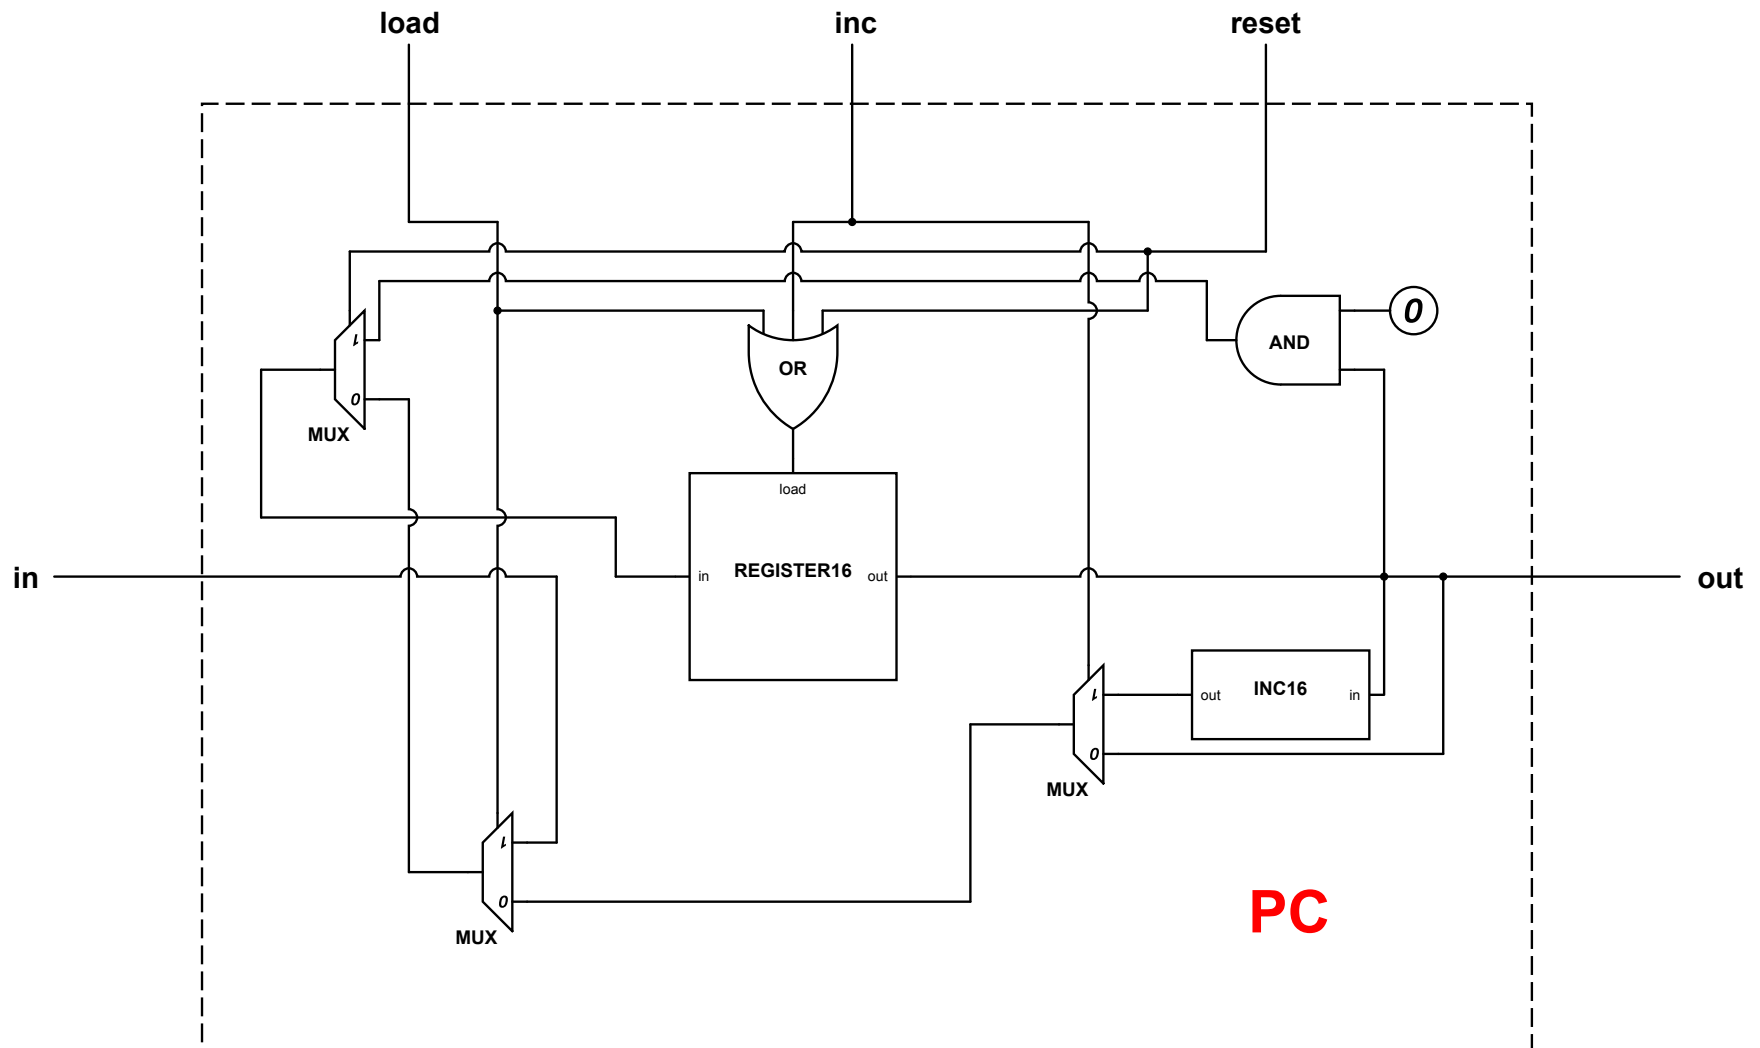 load
inc
reset
1
0
MUX
OR
AND
0
load
in
REGISTER16
out
in
out
1
0
MUX
out
INC16
in
1
0
MUX
PC